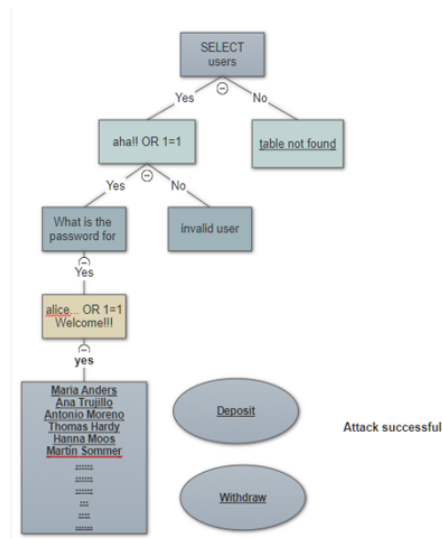 SELECT
users
Yes
No
aha!! OR 1=1
table not found
Yes
No
What is the
password for
invalid user
Yes
alice... OR 1=1
Welcome!!!
yes
Maria Anders
Ana Trujillo
Antonio Moreno
Thomas Hardy
Hanna Moos
Martin Sommer
......
......
......
...
....
......
Deposit
Withdraw
Attack successful